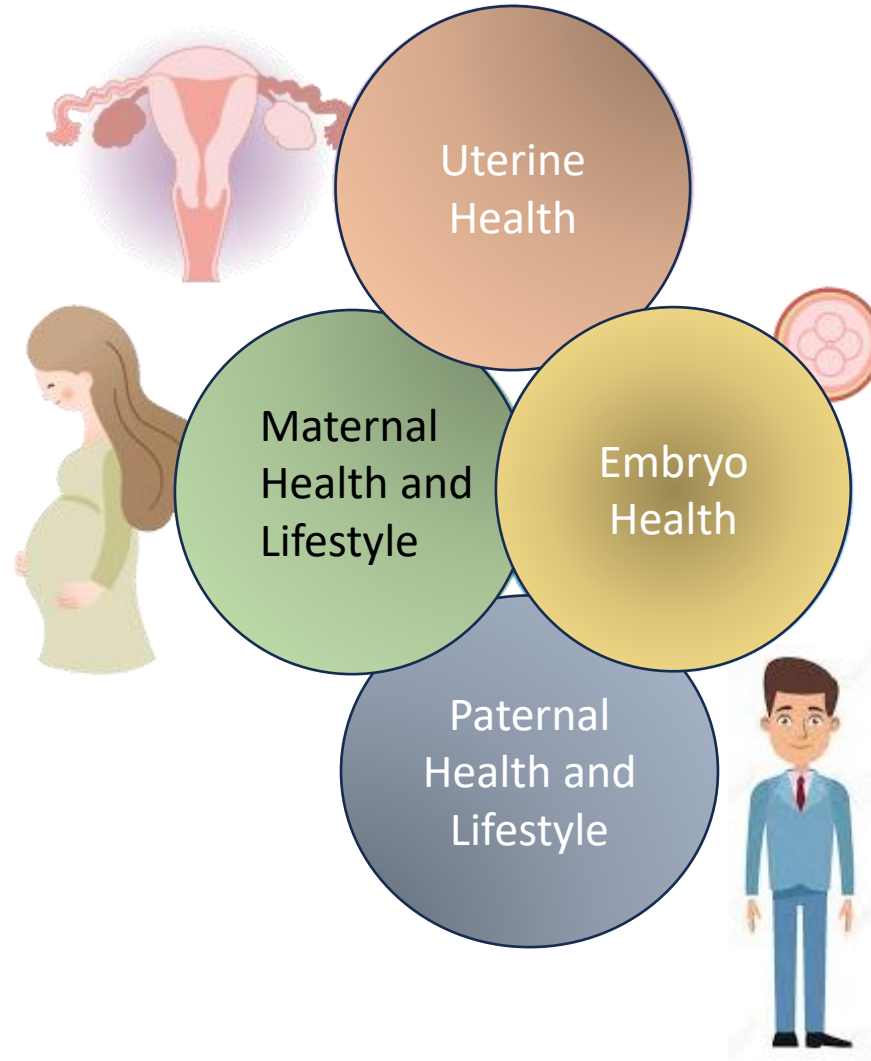 Uterine
Health
Maternal
Health and
Lifestyle
Embryo
Health
Paternal
Health and
Lifestyle